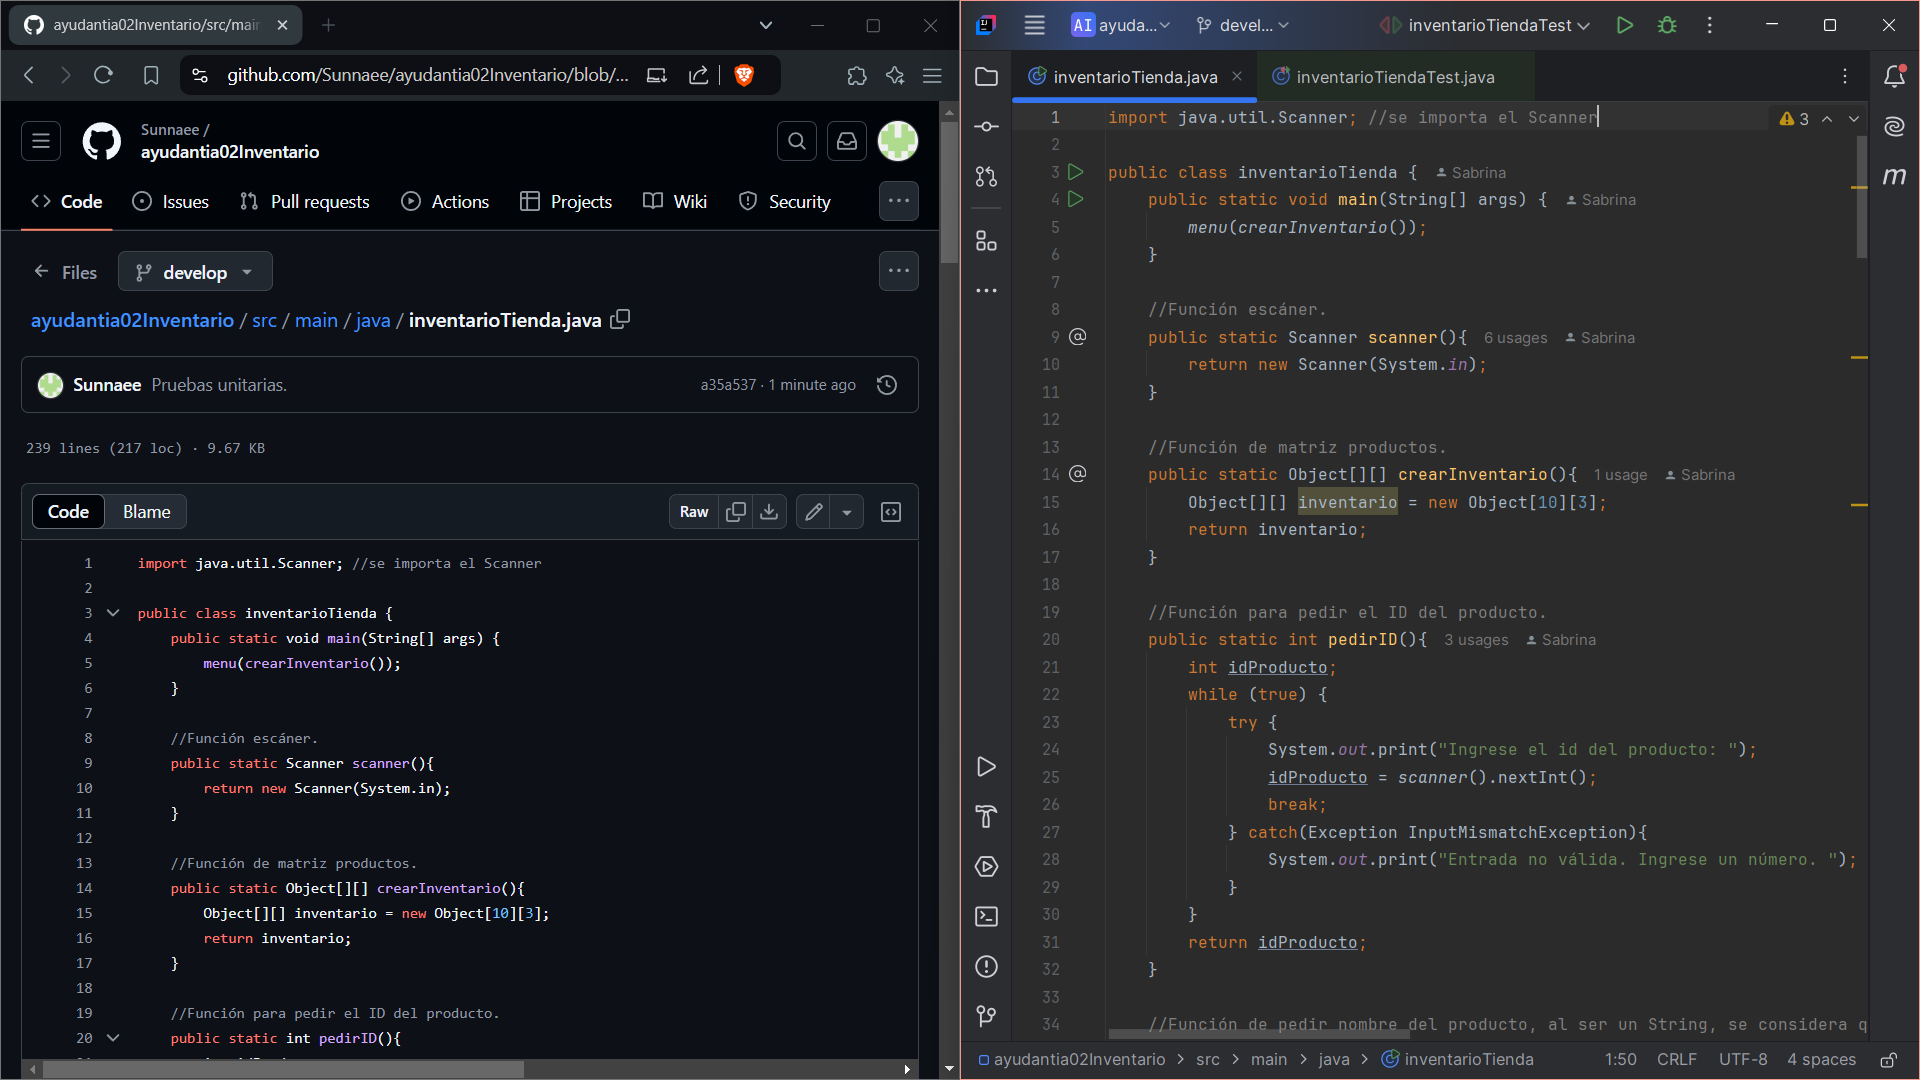 ayudantia02Inventario/src/mai
github.com/Sunnaee/ayudantia02Inventario/blob/...
Sunnaee /
ayudantia02Inventario
Code
Issues
Pull requests
Actions
Projects
Wiki
Security
Files
develop
ayudantia02Inventario / src / main / java / inventarioTienda.java
Sunnaee Pruebas unitarias.
a35a537 · 1 minute ago
239 lines (217 loc) · 9.67 KB
Code
Blame
Raw
1 import java.util.Scanner; //se importa el Scanner
2
3 public class inventarioTienda {
4 public static void main(String[] args) {
5 menu(crearInventario());
6 }
7
8 //Función escáner.
9 public static Scanner scanner(){
10 return new Scanner(System.in);
11 }
12
13 //Función de matriz productos.
14 public static Object[][] crearInventario(){
15 Object[][] inventario = new Object[10][3];
16 return inventario;
17 }
18
19 //Función para pedir el ID del producto.
20 public static int pedirID(){
AI ayuda...
devel...
inventarioTiendaTest
inventarioTienda.java
inventarioTiendaTest.java
3
1 import java.util.Scanner; //se importa el Scanner
2
3 public class inventarioTienda { Sabrina
4 public static void main(String[] args) { Sabrina
5 menu(crearInventario());
6 }
7
8 //Función escáner.
9 @ public static Scanner scanner(){ 6 usages Sabrina
10 return new Scanner(System.in);
11 }
12
13 //Función de matriz productos.
14 @ public static Object[][] crearInventario(){ 1 usage Sabrina
15 Object[][] inventario = new Object[10][3];
16 return inventario;
17 }
18
19 //Función para pedir el ID del producto.
20 public static int pedirID(){ 3 usages Sabrina
21 int idProducto;
22 while (true) {
23 try {
24 System.out.print("Ingrese el id del producto: ");
25 idProducto = scanner().nextInt();
26 break;
27 } catch(Exception InputMismatchException){
28 System.out.print("Entrada no válida. Ingrese un número. ");
29 }
30 }
31 return idProducto;
32 }
33
34 //Función de pedir nombre del producto, al ser un String, se considera q
m
ayudantia02Inventario > src > main > java > inventarioTienda
1:50 CRLF UTF-8 4 spaces